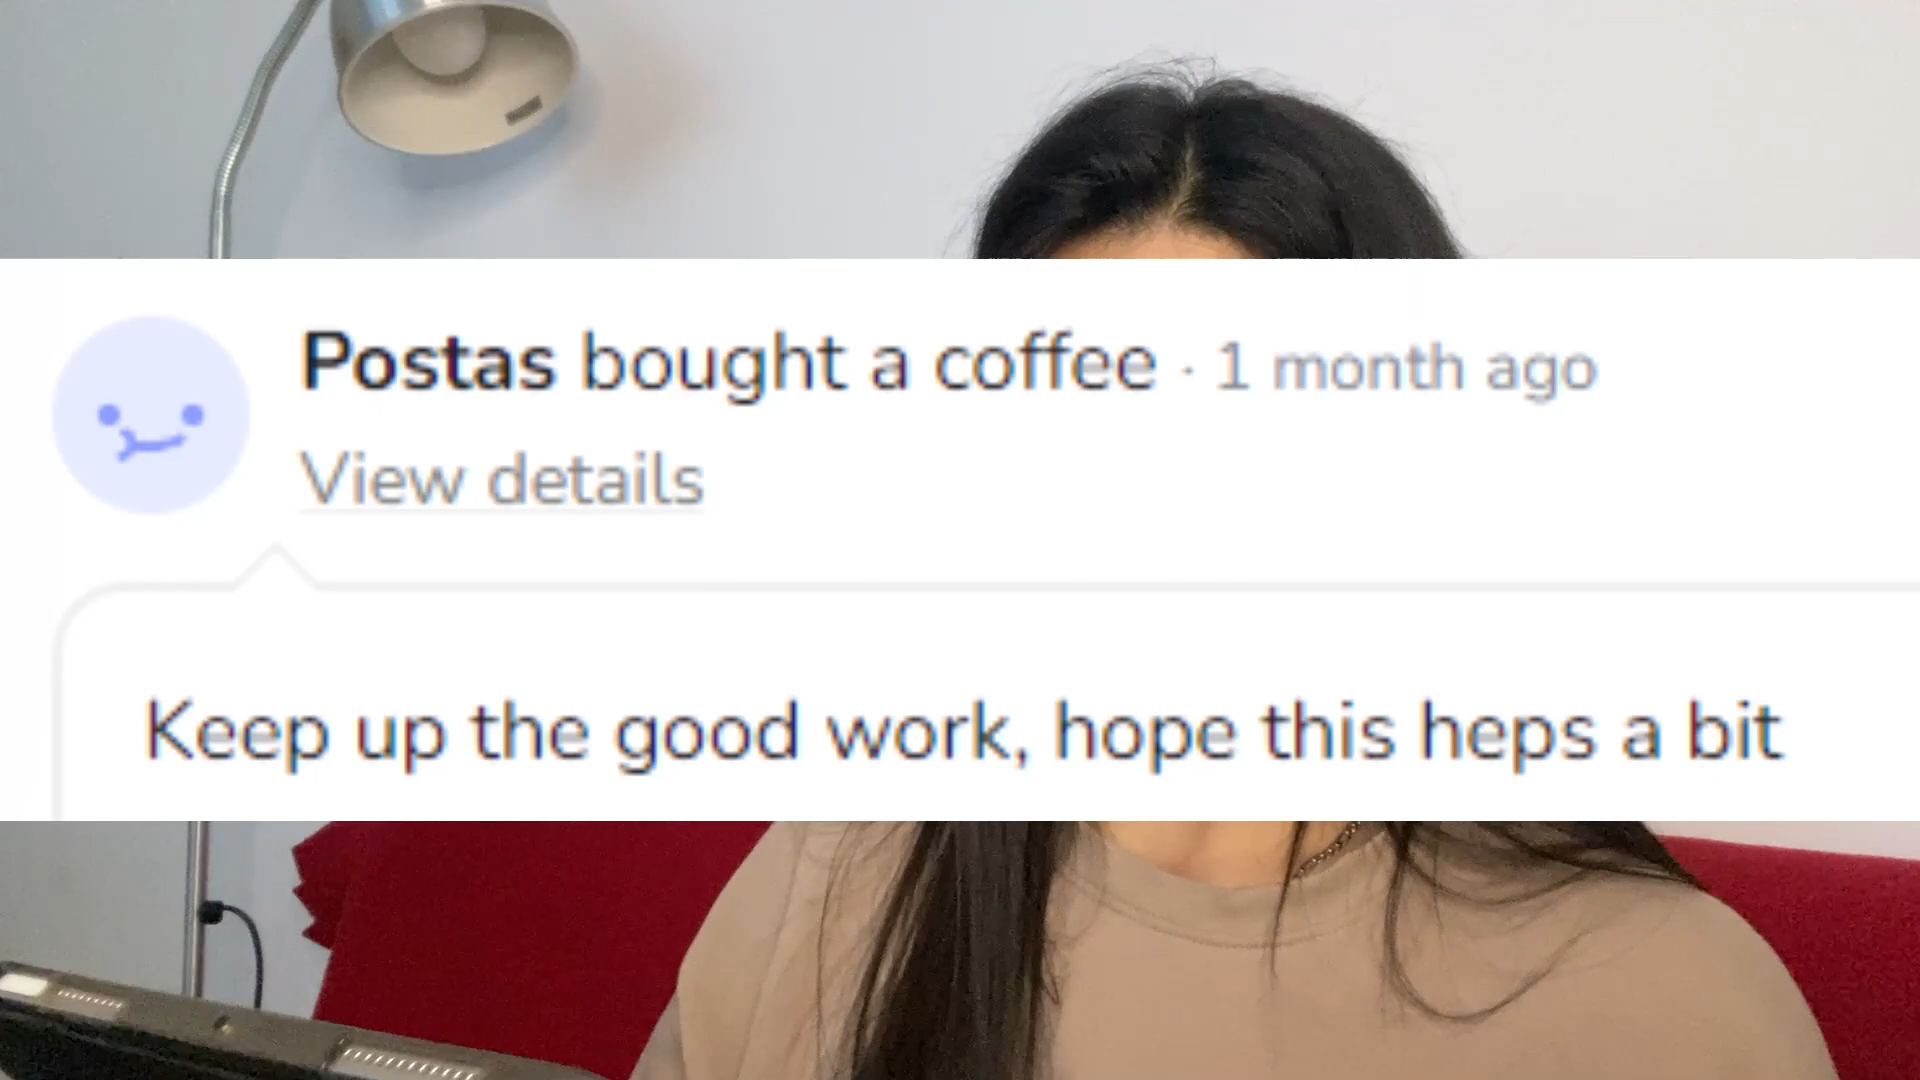 Postas bought a coffee · 1 month ago
View details
Keep up the good work, hope this heps a bit